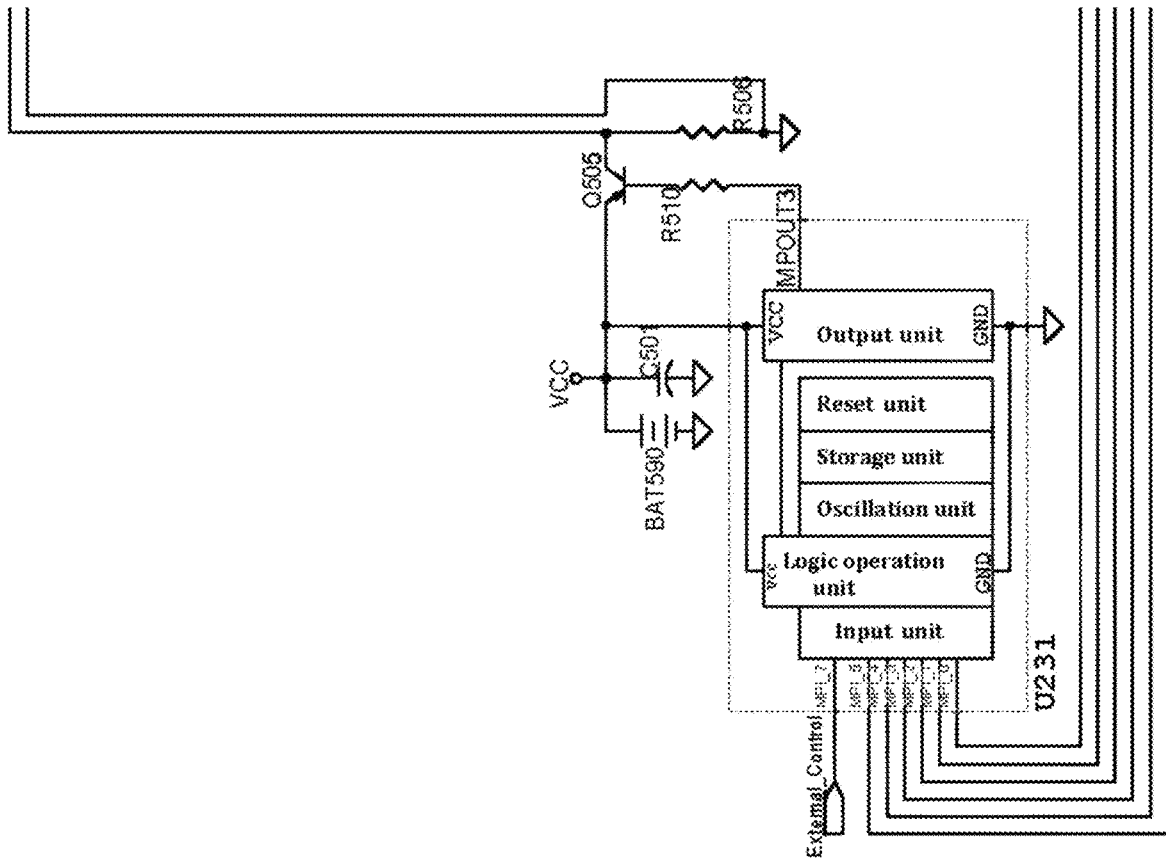 R506
Q505
R510
MPOUT3
VCC
Output unit
GND
C501
VCC
BAT590
Reset unit
Storage unit
Oscillation unit
VCC
Logic operation
unit
GND
Input unit
U231
External_Control